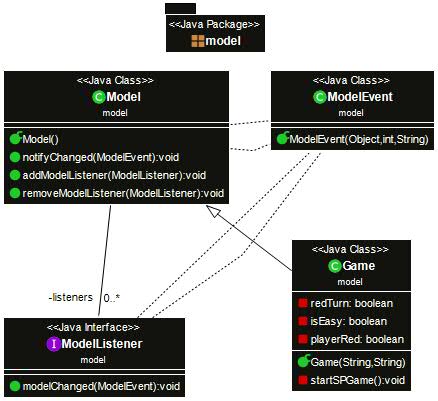 <<Java Package>>
model
<<Java Class>>
Model
model
Model()
notifyChanged(ModelEvent):void
addModelListener(ModelListener):void
removeModelListener(ModelListener):void
<<Java Class>>
ModelEvent
model
ModelEvent(Object,int,String)
-listeners 0..*
<<Java Class>>
Game
model
redTurn: boolean
isEasy: boolean
playerRed: boolean
Game(String,String)
startSPGame():void
<<Java Interface>>
ModelListener
model
modelChanged(ModelEvent):void